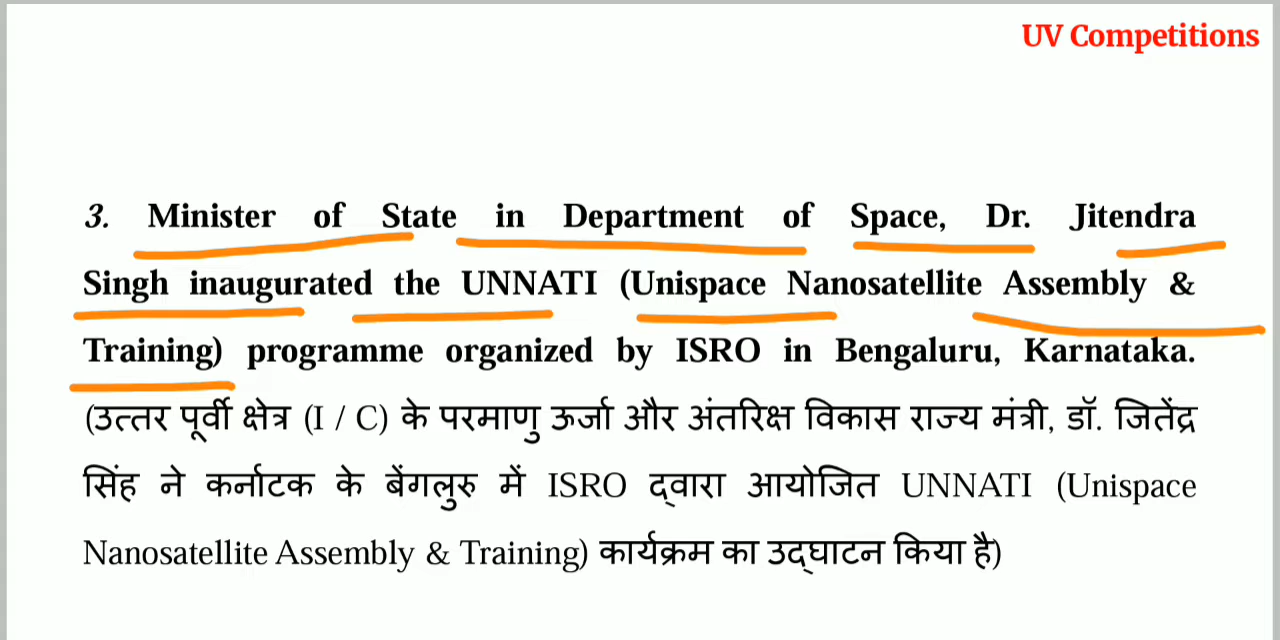 UV Competitions
3. Minister of State in Department of Space, Dr. Jitendra
Singh inaugurated the UNNATI (Unispace Nanosatellite Assembly &
Training) programme organized by ISRO in Bengaluru, Karnataka.
(उत्तर पूर्वी क्षेत्र (I / C) के परमाणु ऊर्जा और अंतरिक्ष विकास राज्य मंत्री, डॉ. जितेंद्र
सिंह ने कर्नाटक के बेंगलुरु में ISRO द्वारा आयोजित UNNATI (Unispace
Nanosatellite Assembly & Training) कार्यक्रम का उद्घाटन किया है)